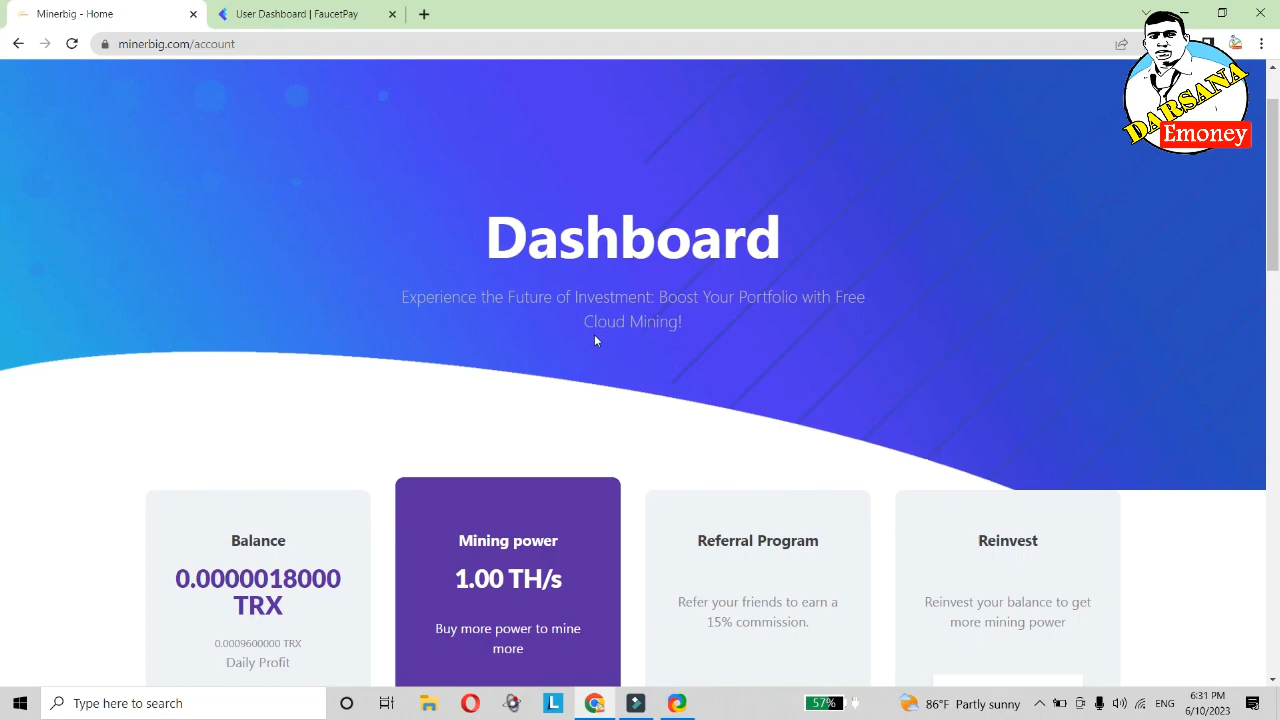 Minerbig - Home
User Dashboard | FaucetPay
minerbig.com/account
DARSANA
Emoney
Dashboard
Experience the Future of Investment: Boost Your Portfolio with Free
Cloud Mining!
Balance
0.0000018000
TRX
0.0009600000 TRX
Daily Profit
Mining power
1.00 TH/s
Buy more power to mine
more
Referral Program
Refer your friends to earn a
15% commission.
Reinvest
Reinvest your balance to get
more mining power
Type here to search
L
57%
86°F Partly sunny
ENG
6:31 PM
6/10/2023